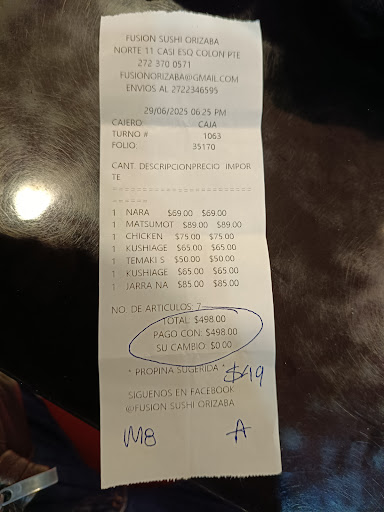 FUSION SUSHI ORIZABA
NORTE 11 CASI ESQ COLON PTE
272 370 0571
FUSIONORIZABA@GMAIL.COM
ENVIOS AL 2722346595
29/06/2025 06:25 PM
CAJERO: CAJA
TURNO # 1063
FOLIO: 35170
CANT. DESCRIPCIONPRECIO IMPOR
TE
1 NARA $69.00 $69.00
1 MATSUMOT $89.00 $89.00
1 CHICKEN $75.00 $75.00
1 KUSHIAGE $65.00 $65.00
1 TEMAKI S $50.00 $50.00
1 KUSHIAGE $65.00 $65.00
1 JARRA NA $85.00 $85.00
NO. DE ARTICULOS: 7
TOTAL: $498.00
PAGO CON: $498.00
SU CAMBIO: $0.00
* PROPINA SUGERIDA * $49
SIGUENOS EN FACEBOOK
@FUSION SUSHI ORIZABA
M8 A